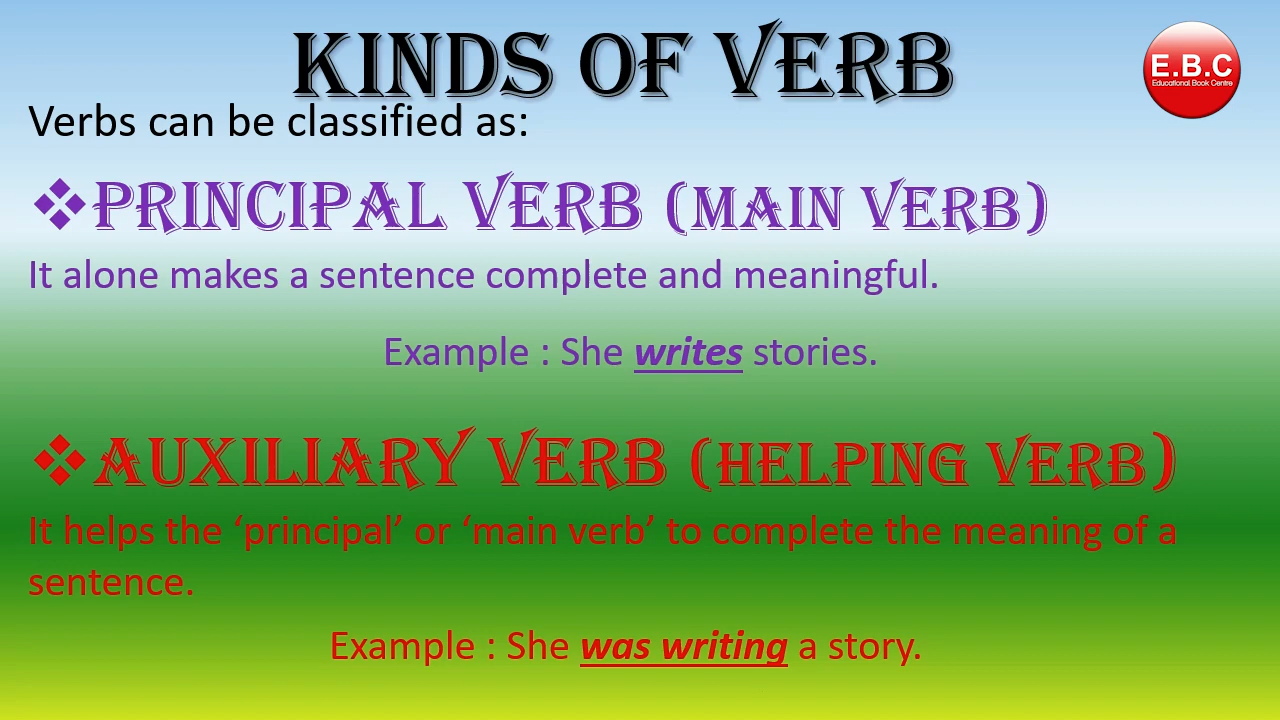 KINDS OF VERB
E.B.C
Educational Book Centre
Verbs can be classified as:
❖PRINCIPAL VERB (MAIN VERB)
It alone makes a sentence complete and meaningful.
Example : She writes stories.
❖AUXILIARY VERB (HELPING VERB)
It helps the ‘principal’ or ‘main verb’ to complete the meaning of a
sentence.
Example : She was writing a story.